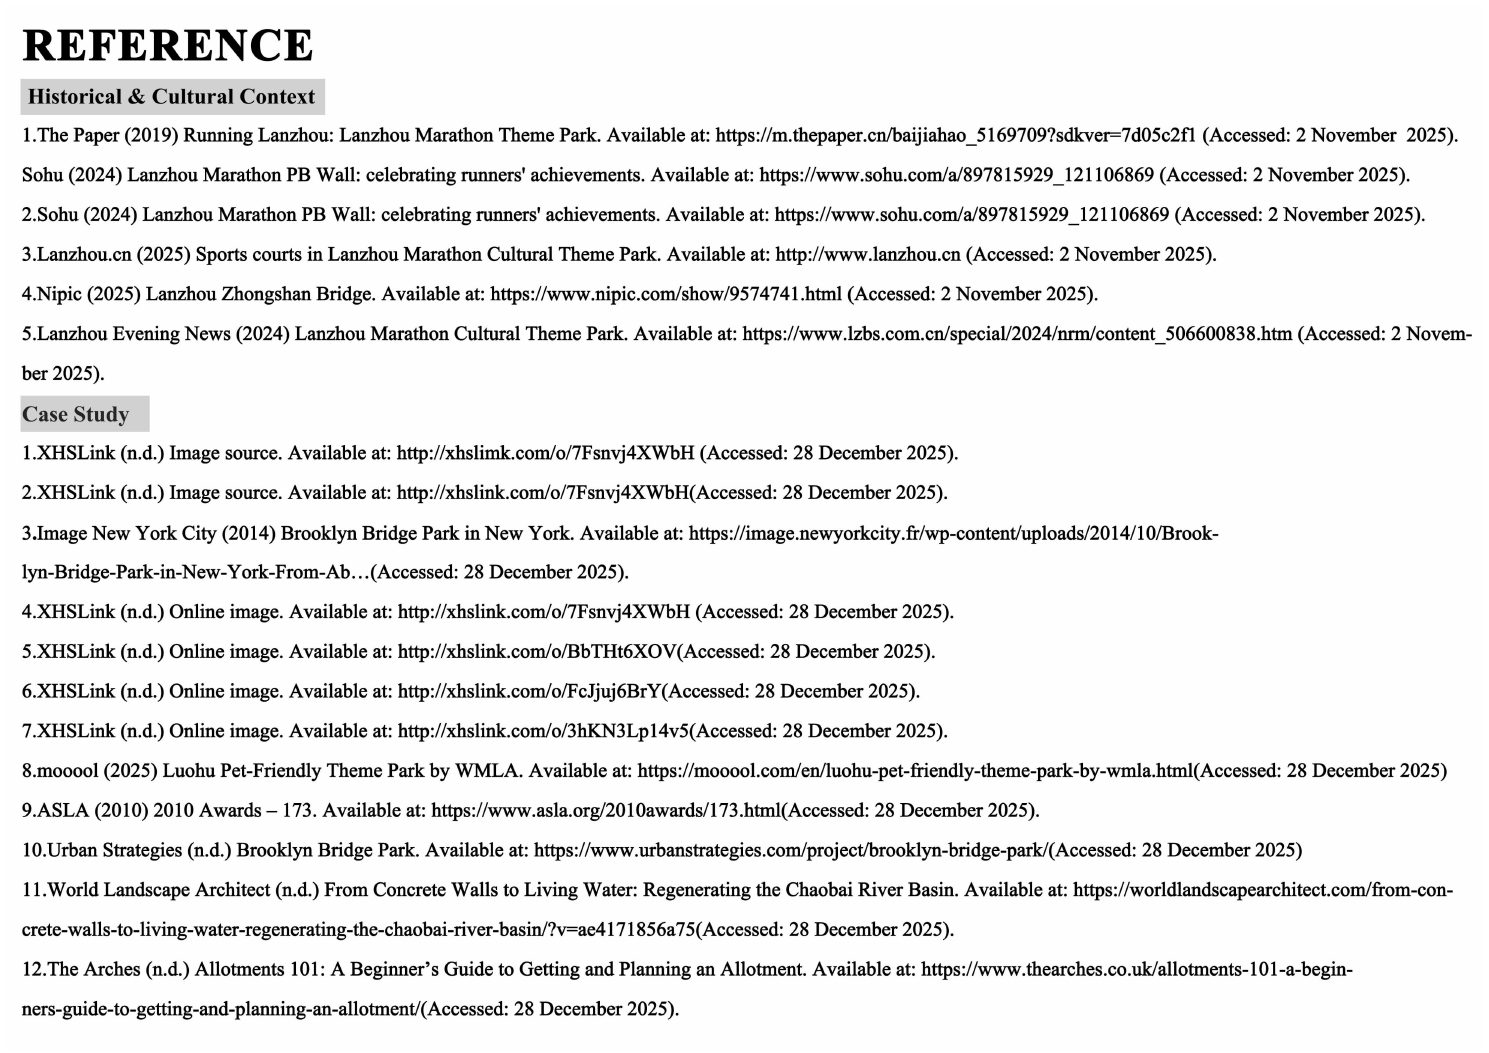 REFERENCE
Historical & Cultural Context
1.The Paper (2019) Running Lanzhou: Lanzhou Marathon Theme Park. Available at: https://m.thepaper.cn/baijiahao_5169709?sdkver=7d05c2f1 (Accessed: 2 November  2025).
Sohu (2024) Lanzhou Marathon PB Wall: celebrating runners' achievements. Available at: https://www.sohu.com/a/897815929_121106869 (Accessed: 2 November 2025).
2.Sohu (2024) Lanzhou Marathon PB Wall: celebrating runners' achievements. Available at: https://www.sohu.com/a/897815929_121106869 (Accessed: 2 November 2025).
3.Lanzhou.cn (2025) Sports courts in Lanzhou Marathon Cultural Theme Park. Available at: http://www.lanzhou.cn (Accessed: 2 November 2025).
4.Nipic (2025) Lanzhou Zhongshan Bridge. Available at: https://www.nipic.com/show/9574741.html (Accessed: 2 November 2025).
5.Lanzhou Evening News (2024) Lanzhou Marathon Cultural Theme Park. Available at: https://www.lzbs.com.cn/special/2024/nrm/content_506600838.htm (Accessed: 2 Novem-
ber 2025).
Case Study
1.XHSLink (n.d.) Image source. Available at: http://xhslimk.com/o/7Fsnvj4XWbH (Accessed: 28 December 2025).
2.XHSLink (n.d.) Image source. Available at: http://xhslink.com/o/7Fsnvj4XWbH(Accessed: 28 December 2025).
3.Image New York City (2014) Brooklyn Bridge Park in New York. Available at: https://image.newyorkcity.fr/wp-content/uploads/2014/10/Brook-
lyn-Bridge-Park-in-New-York-From-Ab…(Accessed: 28 December 2025).
4.XHSLink (n.d.) Online image. Available at: http://xhslink.com/o/7Fsnvj4XWbH (Accessed: 28 December 2025).
5.XHSLink (n.d.) Online image. Available at: http://xhslink.com/o/BbTHt6XOV(Accessed: 28 December 2025).
6.XHSLink (n.d.) Online image. Available at: http://xhslink.com/o/FcJjuj6BrY(Accessed: 28 December 2025).
7.XHSLink (n.d.) Online image. Available at: http://xhslink.com/o/3hKN3Lp14v5(Accessed: 28 December 2025).
8.mooool (2025) Luohu Pet-Friendly Theme Park by WMLA. Available at: https://mooool.com/en/luohu-pet-friendly-theme-park-by-wmla.html(Accessed: 28 December 2025)
9.ASLA (2010) 2010 Awards – 173. Available at: https://www.asla.org/2010awards/173.html(Accessed: 28 December 2025).
10.Urban Strategies (n.d.) Brooklyn Bridge Park. Available at: https://www.urbanstrategies.com/project/brooklyn-bridge-park/(Accessed: 28 December 2025)
11.World Landscape Architect (n.d.) From Concrete Walls to Living Water: Regenerating the Chaobai River Basin. Available at: https://worldlandscapearchitect.com/from-con-
crete-walls-to-living-water-regenerating-the-chaobai-river-basin/?v=ae4171856a75(Accessed: 28 December 2025).
12.The Arches (n.d.) Allotments 101: A Beginner’s Guide to Getting and Planning an Allotment. Available at: https://www.thearches.co.uk/allotments-101-a-begin-
ners-guide-to-getting-and-planning-an-allotment/(Accessed: 28 December 2025).